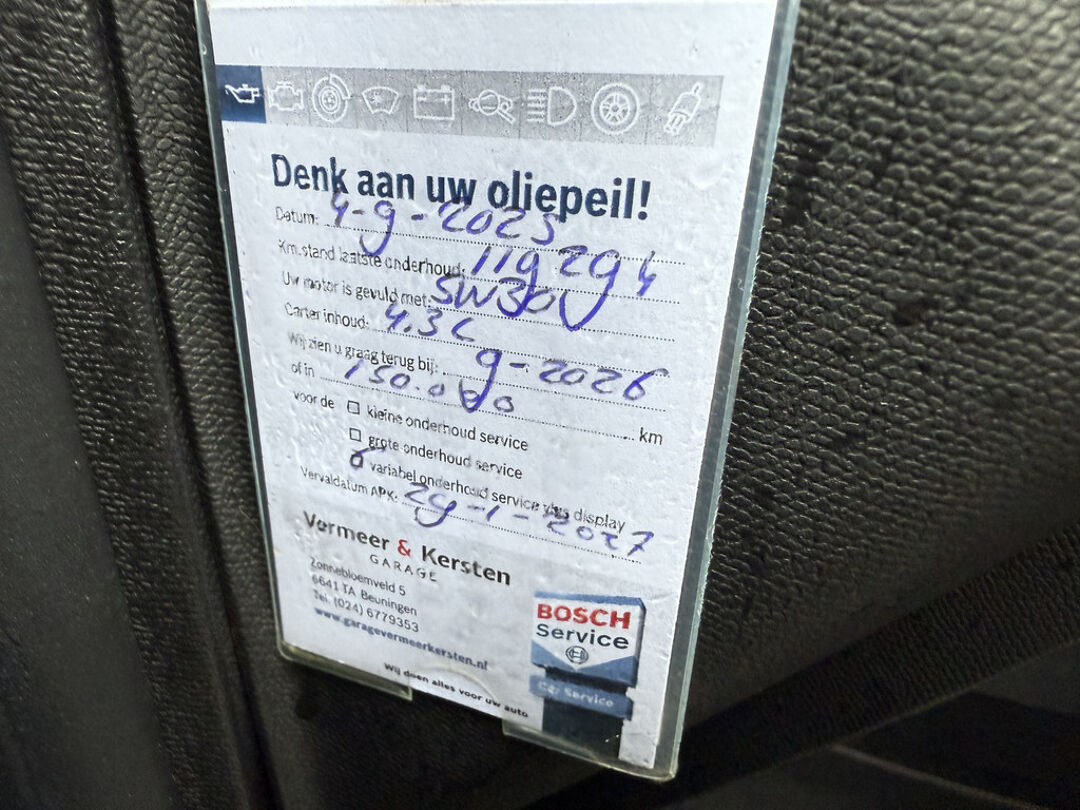 Denk aan uw oliepeil!
Datum: 4-9-2025
Km.stand laatste onderhoud: 119294
Uw motor is gevuld met: 5W30V
Carter inhoud: 4.3L
Wij zien u graag terug bij: 9-2026
of in 150.000 km
voor de kleine onderhoud service
grote onderhoud service
variabel onderhoud service vlgs display
Vervaldatum APK: 29-1-2027
Vermeer & Kersten
GARAGE
Zonnebloemveld 5
6641 TA Beuningen
Tel. (024) 6779353
www.garagevermeerkersten.nl
Wij doen alles voor uw auto
BOSCH
Service
Car Service